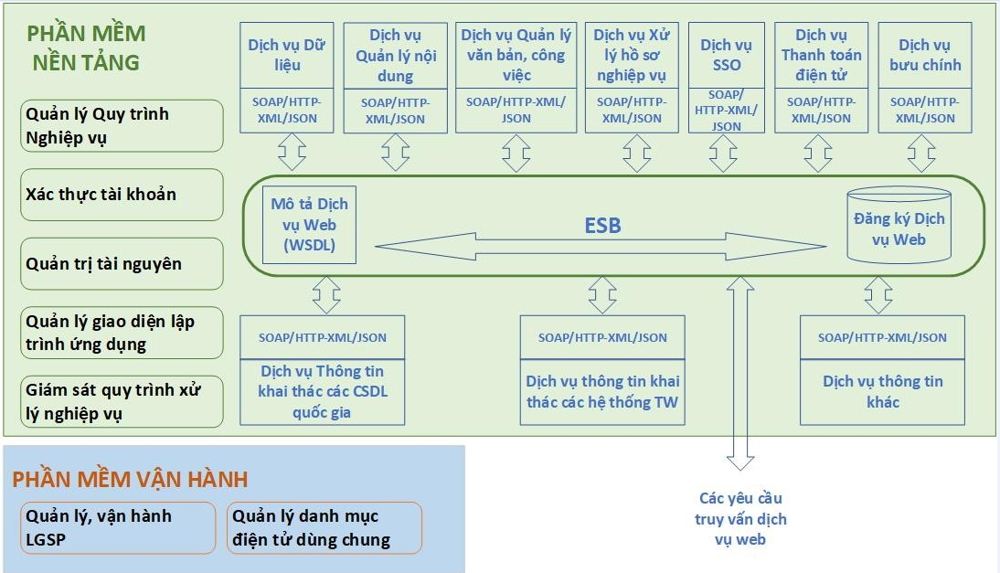 PHẦN MỀM
NỀN TẢNG
Quản lý Quy trình
Nghiệp vụ
Xác thực tài khoản
Quản trị tài nguyên
Quản lý giao diện lập
trình ứng dụng
Giám sát quy trình xử
lý nghiệp vụ
Dịch vụ Dữ
liệu
SOAP/HTTP-
XML/JSON
Dịch vụ
Quản lý nội
dung
SOAP/HTTP-
XML/JSON
Dịch vụ Quản lý
văn bản, công
việc
SOAP/HTTP-XML/
JSON
Dịch vụ Xử
lý hồ sơ
nghiệp vụ
SOAP/HTTP-
XML/JSON
Dịch vụ
SSO
SOAP/
HTTP-XML/
JSON
Dịch vụ
Thanh toán
điện tử
SOAP/HTTP-
XML/JSON
Dịch vụ
bưu chính
SOAP/HTTP-
XML/JSON
Mô tả Dịch
vụ Web
(WSDL)
ESB
Đăng ký Dịch
vụ Web
SOAP/HTTP-XML/JSON
Dịch vụ Thông tin
khai thác các CSDL
quốc gia
SOAP/HTTP-XML/JSON
Dịch vụ thông tin khai
thác các hệ thống TW
SOAP/HTTP-XML/JSON
Dịch vụ thông tin
khác
PHẦN MỀM VẬN HÀNH
Quản lý, vận hành
LGSP
Quản lý danh mục
điện tử dùng chung
Các yêu cầu
truy vấn dịch
vụ web